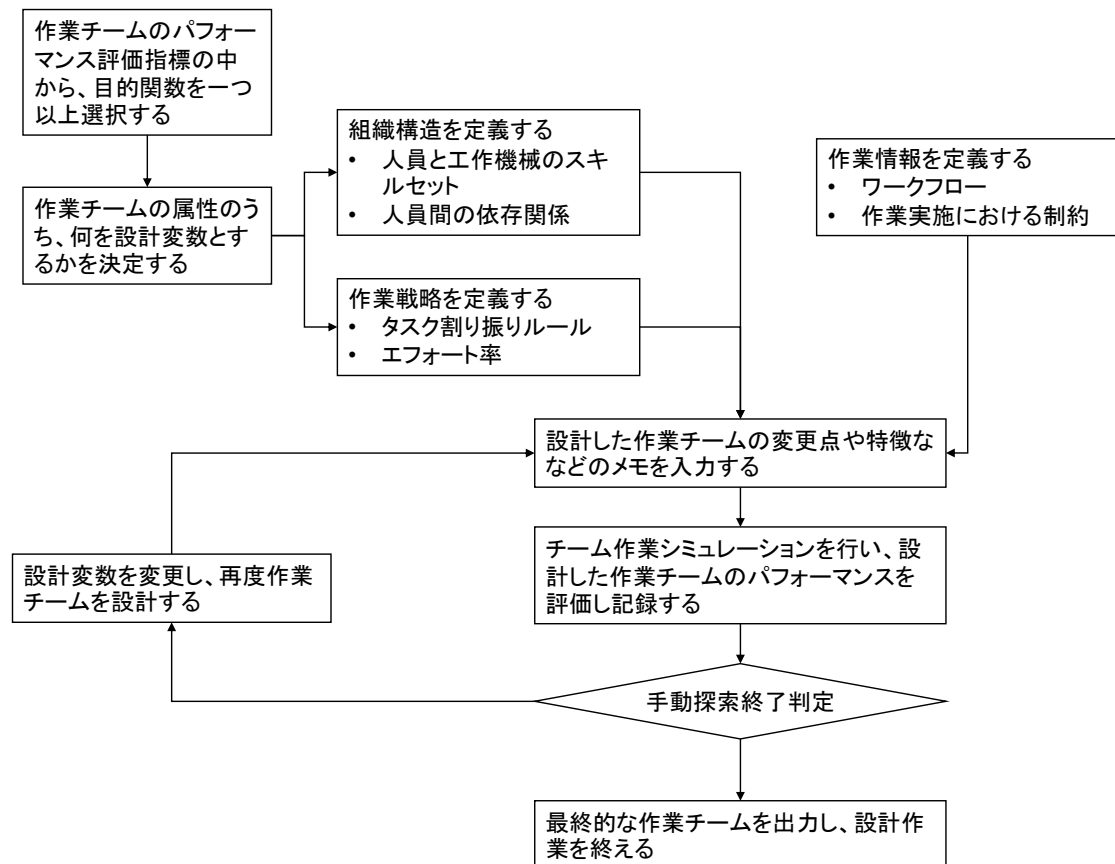 作業チームのパフォー
マンス評価指標の中
から、目的関数を一つ
以上選択する
作業チームの属性のう
ち、何を設計変数とす
るかを決定する
組織構造を定義する
• 人員と工作機械のスキ
ルセット
• 人員間の依存関係
作業戦略を定義する
• タスク割り振りルール
• エフォート率
作業情報を定義する
• ワークフロー
• 作業実施における制約
設計した作業チームの変更点や特徴な
などのメモを入力する
チーム作業シミュレーションを行い、設
計した作業チームのパフォーマンスを
評価し記録する
設計変数を変更し、再度作業
チームを設計する
手動探索終了判定
最終的な作業チームを出力し、設計作
業を終える